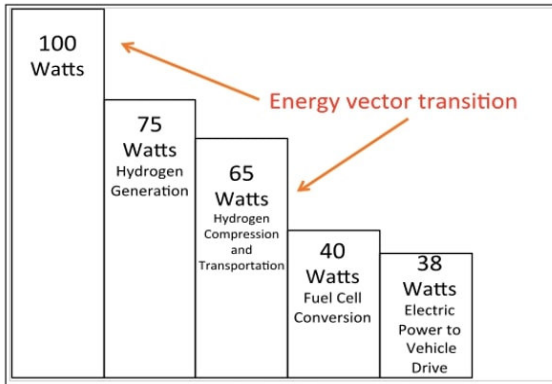 100
Watts
Energy vector transition
75
Watts
Hydrogen
Generation
65
Watts
Hydrogen
Compression
and
Transportation
40
Watts
Fuel Cell
Conversion
38
Watts
Electric
Power to
Vehicle
Drive